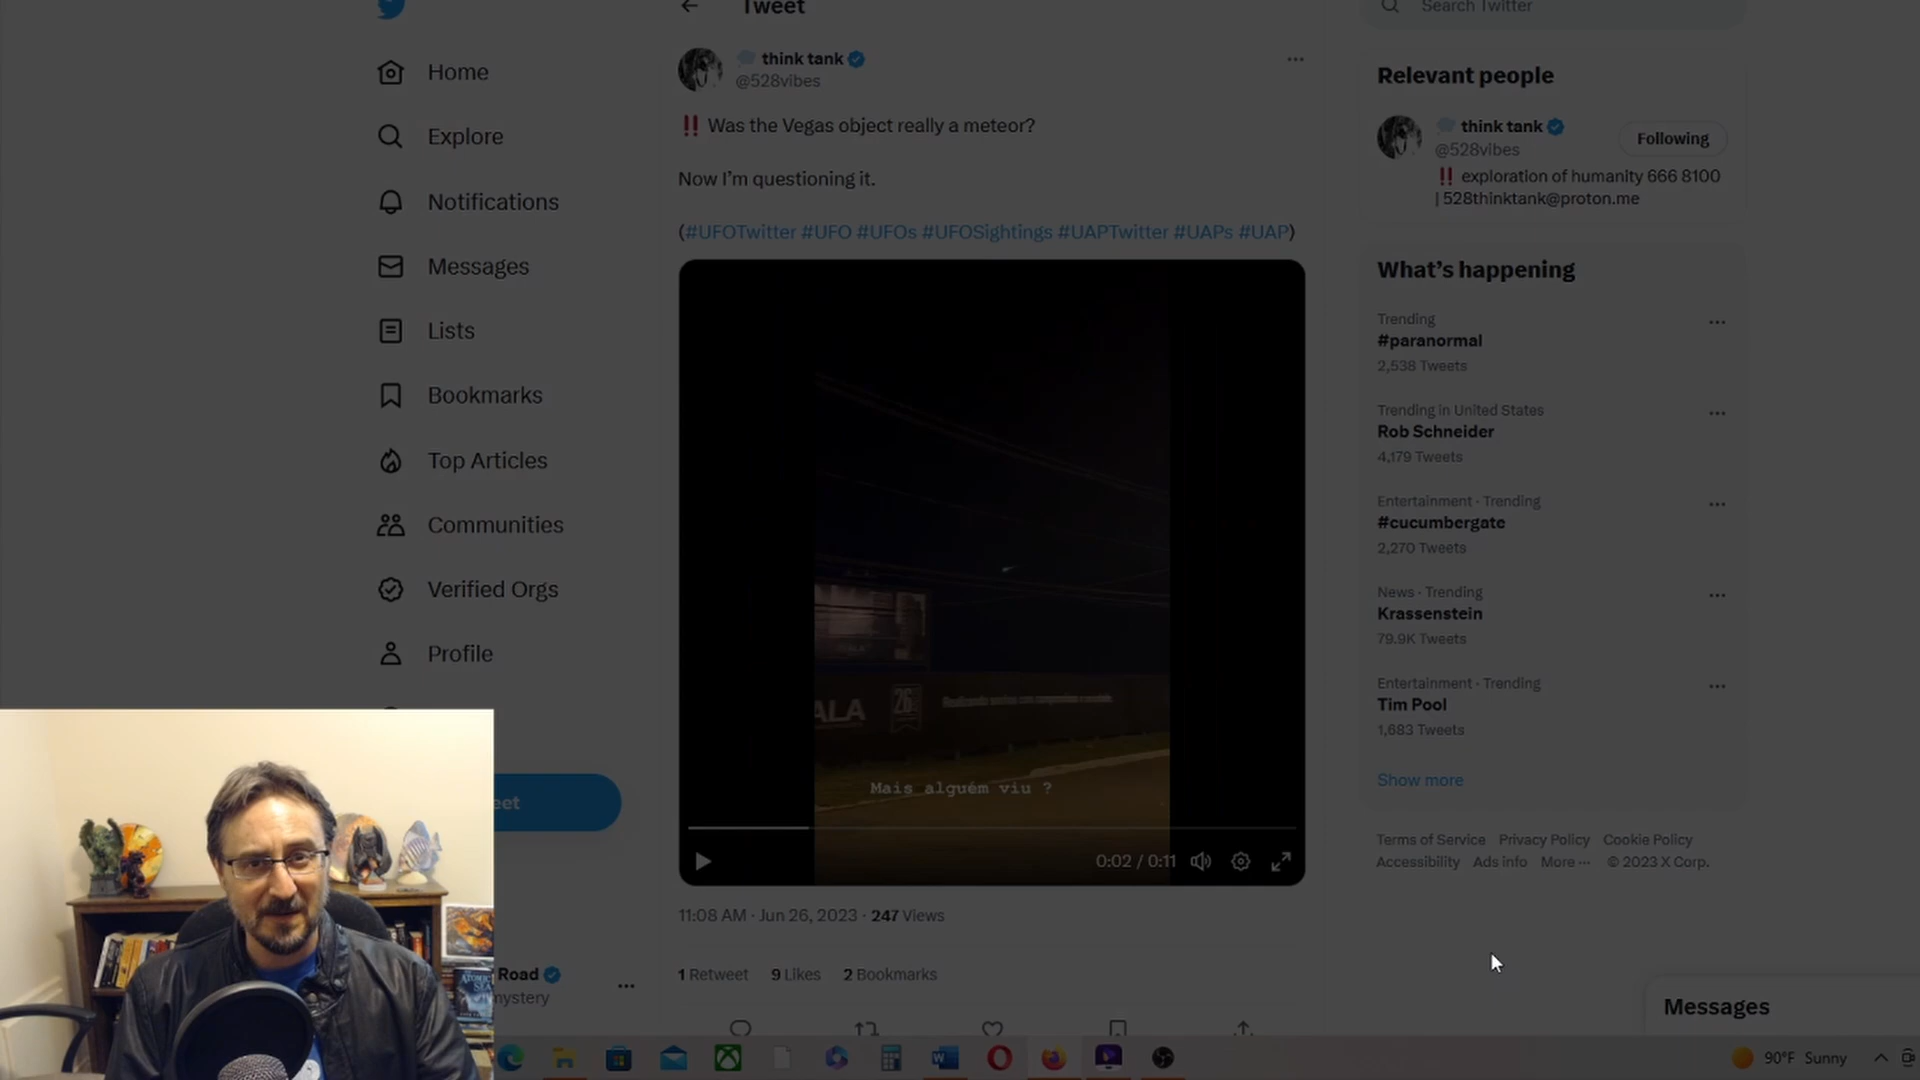 Tweet
Search Twitter
Home
Explore
Notifications
Messages
Lists
Bookmarks
Top Articles
Communities
Verified Orgs
Profile
eet
Road
mystery
think tank
@528vibes
‼ Was the Vegas object really a meteor?
Now I'm questioning it.
(#UFOTwitter #UFO #UFOs #UFOSightings #UAPTwitter #UAPs #UAP)
ALA
26
Mais alguém viu ?
0:02 / 0:11
11:08 AM · Jun 26, 2023 · 247 Views
1 Retweet 9 Likes 2 Bookmarks
Relevant people
think tank
@528vibes
Following
‼ exploration of humanity 666 8100
| 528thinktank@proton.me
What's happening
Trending
#paranormal
2,538 Tweets
Trending in United States
Rob Schneider
4,179 Tweets
Entertainment · Trending
#cucumbergate
2,270 Tweets
News · Trending
Krassenstein
79.9K Tweets
Entertainment · Trending
Tim Pool
1,683 Tweets
Show more
Terms of Service Privacy Policy Cookie Policy
Accessibility Ads info More ··· © 2023 X Corp.
Messages
90°F Sunny